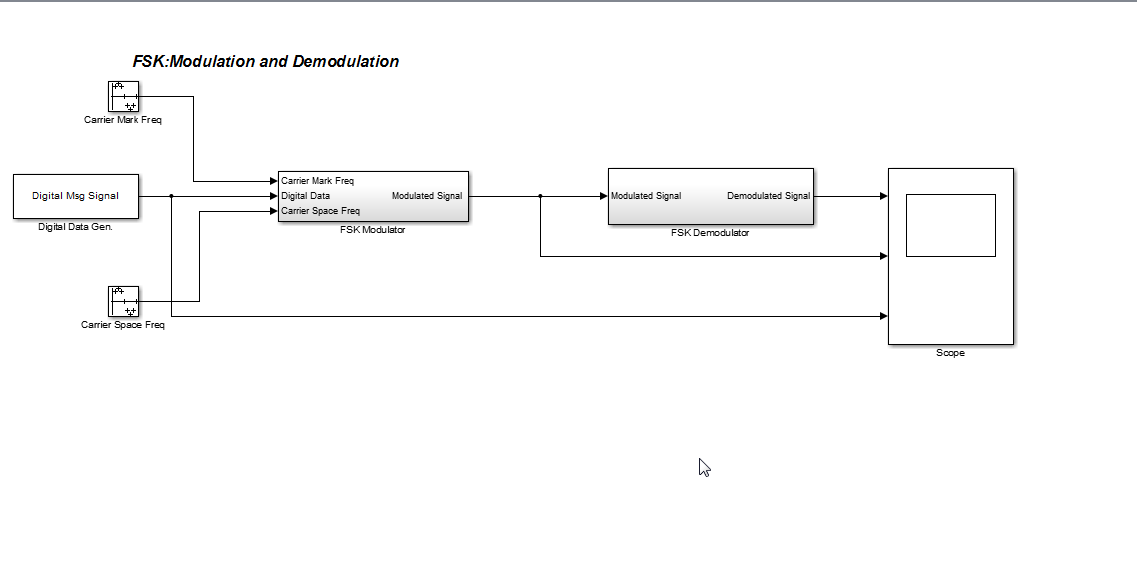 FSK:Modulation and Demodulation
Carrier Mark Freq
Digital Msg Signal
Digital Data Gen.
Carrier Mark Freq
Digital Data
Modulated Signal
Carrier Space Freq
FSK Modulator
Modulated Signal
Demodulated Signal
FSK Demodulator
Carrier Space Freq
Scope